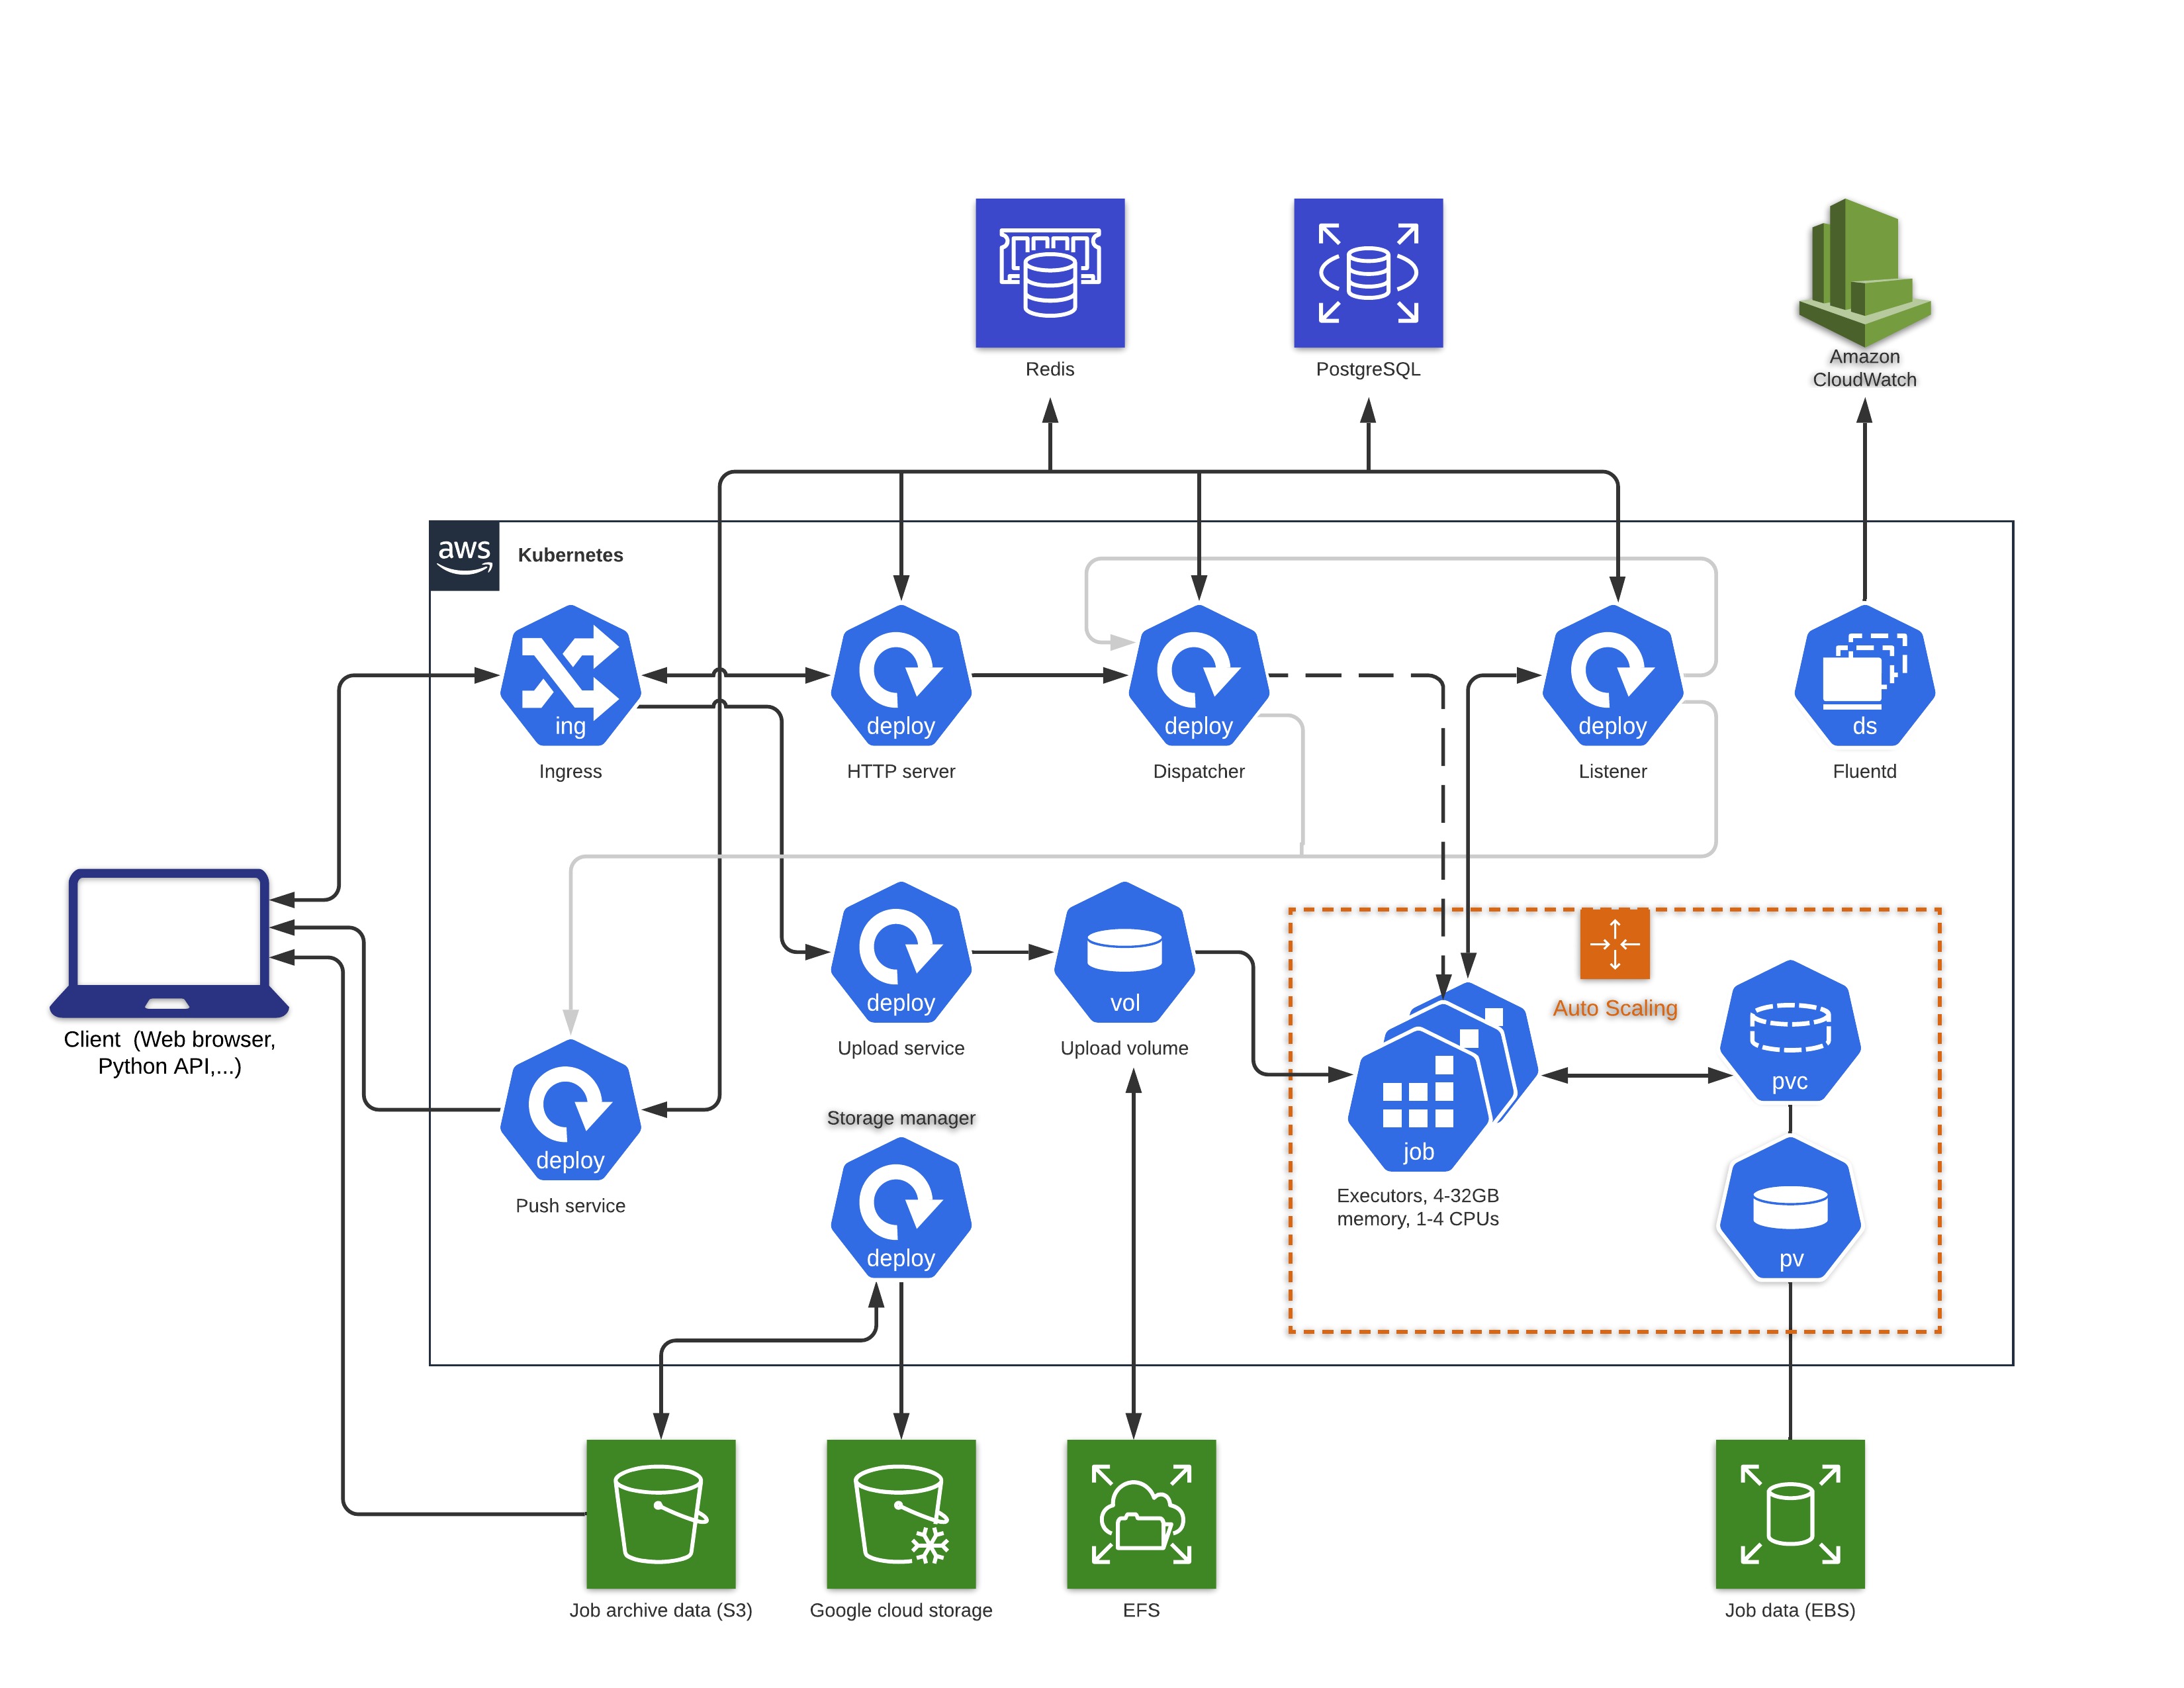 Redis
PostgreSQL
Amazon
CloudWatch
aws
Kubernetes
ing
Ingress
deploy
HTTP server
deploy
Dispatcher
deploy
Listener
ds
Fluentd
Client  (Web browser,
Python API,...)
deploy
Upload service
vol
Upload volume
Auto Scaling
job
Executors, 4-32GB
memory, 1-4 CPUs
pvc
pv
deploy
Push service
Storage manager
deploy
Job archive data (S3)
Google cloud storage
EFS
Job data (EBS)